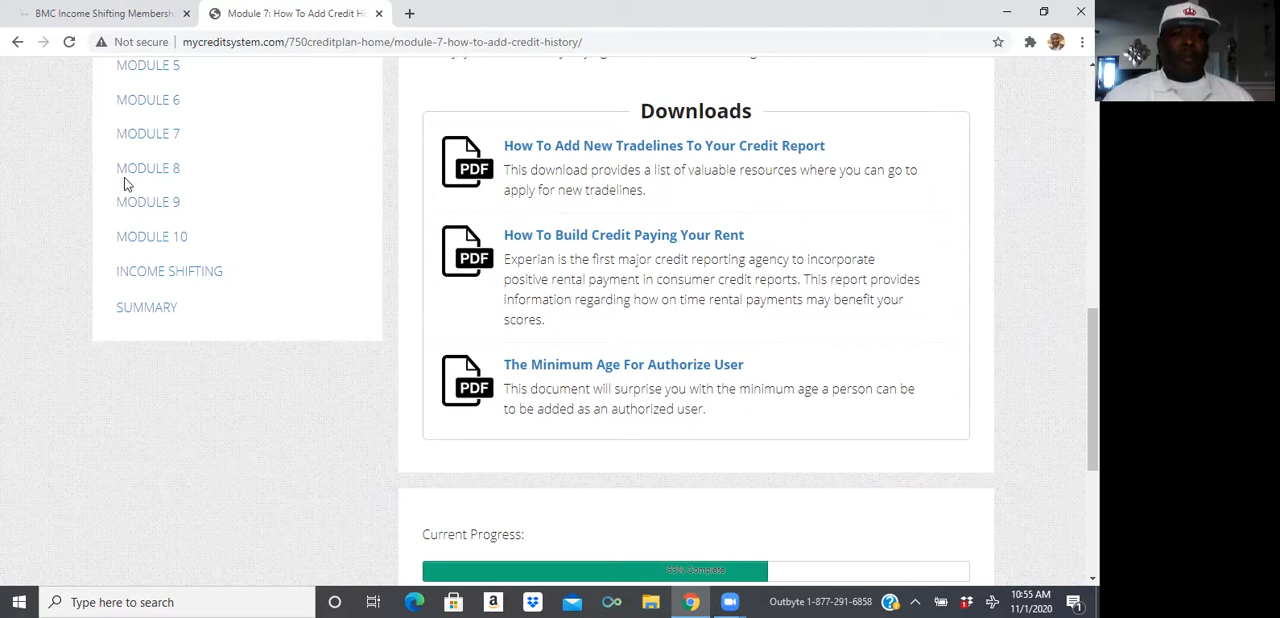 BMC Income Shifting Membersh
Module 7: How To Add Credit Hi
Not secure
mycreditsystem.com/750creditplan-home/module-7-how-to-add-credit-history/
MODULE 5
MODULE 6
MODULE 7
MODULE 8
MODULE 9
MODULE 10
INCOME SHIFTING
SUMMARY
Downloads
PDF
How To Add New Tradelines To Your Credit Report
This download provides a list of valuable resources where you can go to
apply for new tradelines.
PDF
How To Build Credit Paying Your Rent
Experian is the first major credit reporting agency to incorporate
positive rental payment in consumer credit reports. This report provides
information regarding how on time rental payments may benefit your
scores.
PDF
The Minimum Age For Authorize User
This document will surprise you with the minimum age a person can be
to be added as an authorized user.
Current Progress:
63% Complete
Type here to search
Outbyte 1-877-291-6858
10:55 AM
11/1/2020
1